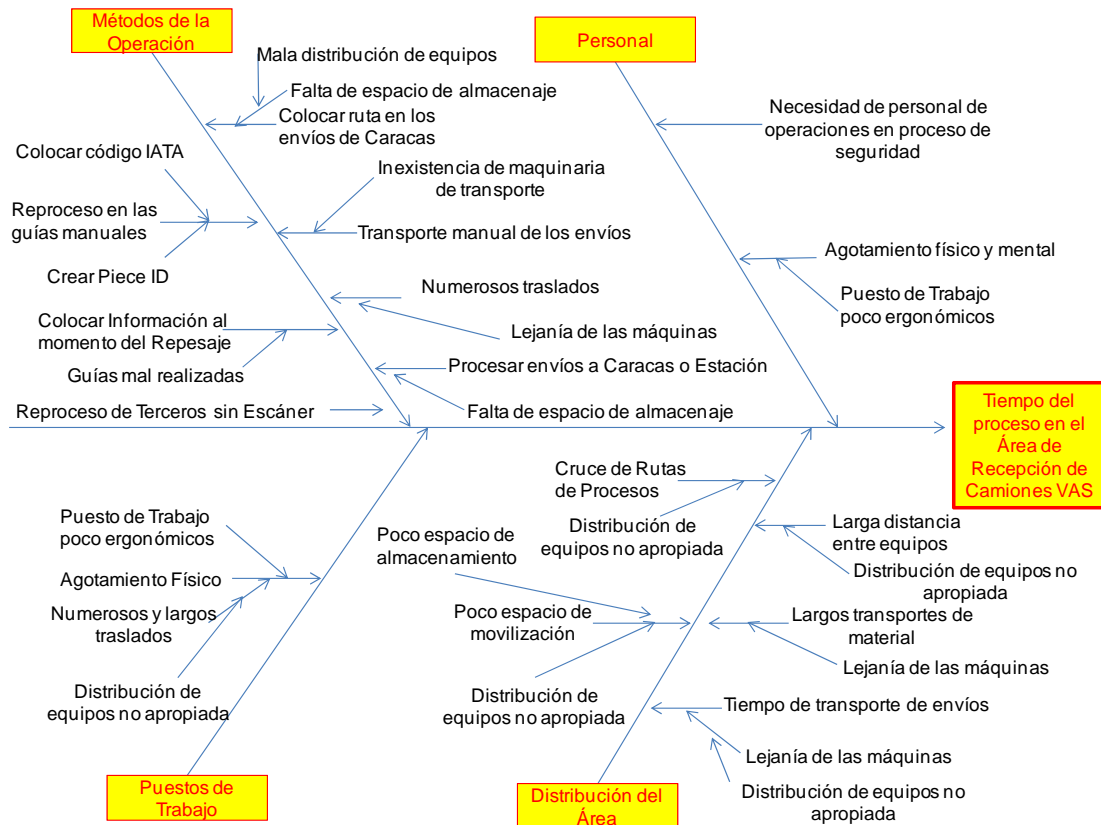 Métodos de la
Operación
Personal
Mala distribución de equipos
Falta de espacio de almacenaje
Colocar ruta en los
envíos de Caracas
Necesidad de personal de
operaciones en proceso de
seguridad
Colocar código IATA
Inexistencia de maquinaria
de transporte
Reproceso en las
guías manuales
Transporte manual de los envíos
Crear Piece ID
Agotamiento físico y mental
Puesto de Trabajo
poco ergonómicos
Numerosos traslados
Lejanía de las máquinas
Colocar Información al
momento del Repesaje
Guías mal realizadas
Procesar envíos a Caracas o Estación
Falta de espacio de almacenaje
Reproceso de Terceros sin Escáner
Tiempo del
proceso en el
Área de
Recepción de
Camiones VAS
Puesto de Trabajo
poco ergonómicos
Agotamiento Físico
Numerosos y largos
traslados
Distribución de
equipos no apropiada
Cruce de Rutas
de Procesos
Distribución de
equipos no apropiada
Larga distancia
entre equipos
Distribución de equipos no
apropiada
Poco espacio de
almacenamiento
Poco espacio de
movilización
Distribución de
equipos no apropiada
Largos transportes de
material
Lejanía de las máquinas
Tiempo de transporte de envíos
Lejanía de las máquinas
Distribución de equipos no
apropiada
Puestos de
Trabajo
Distribución del
Área